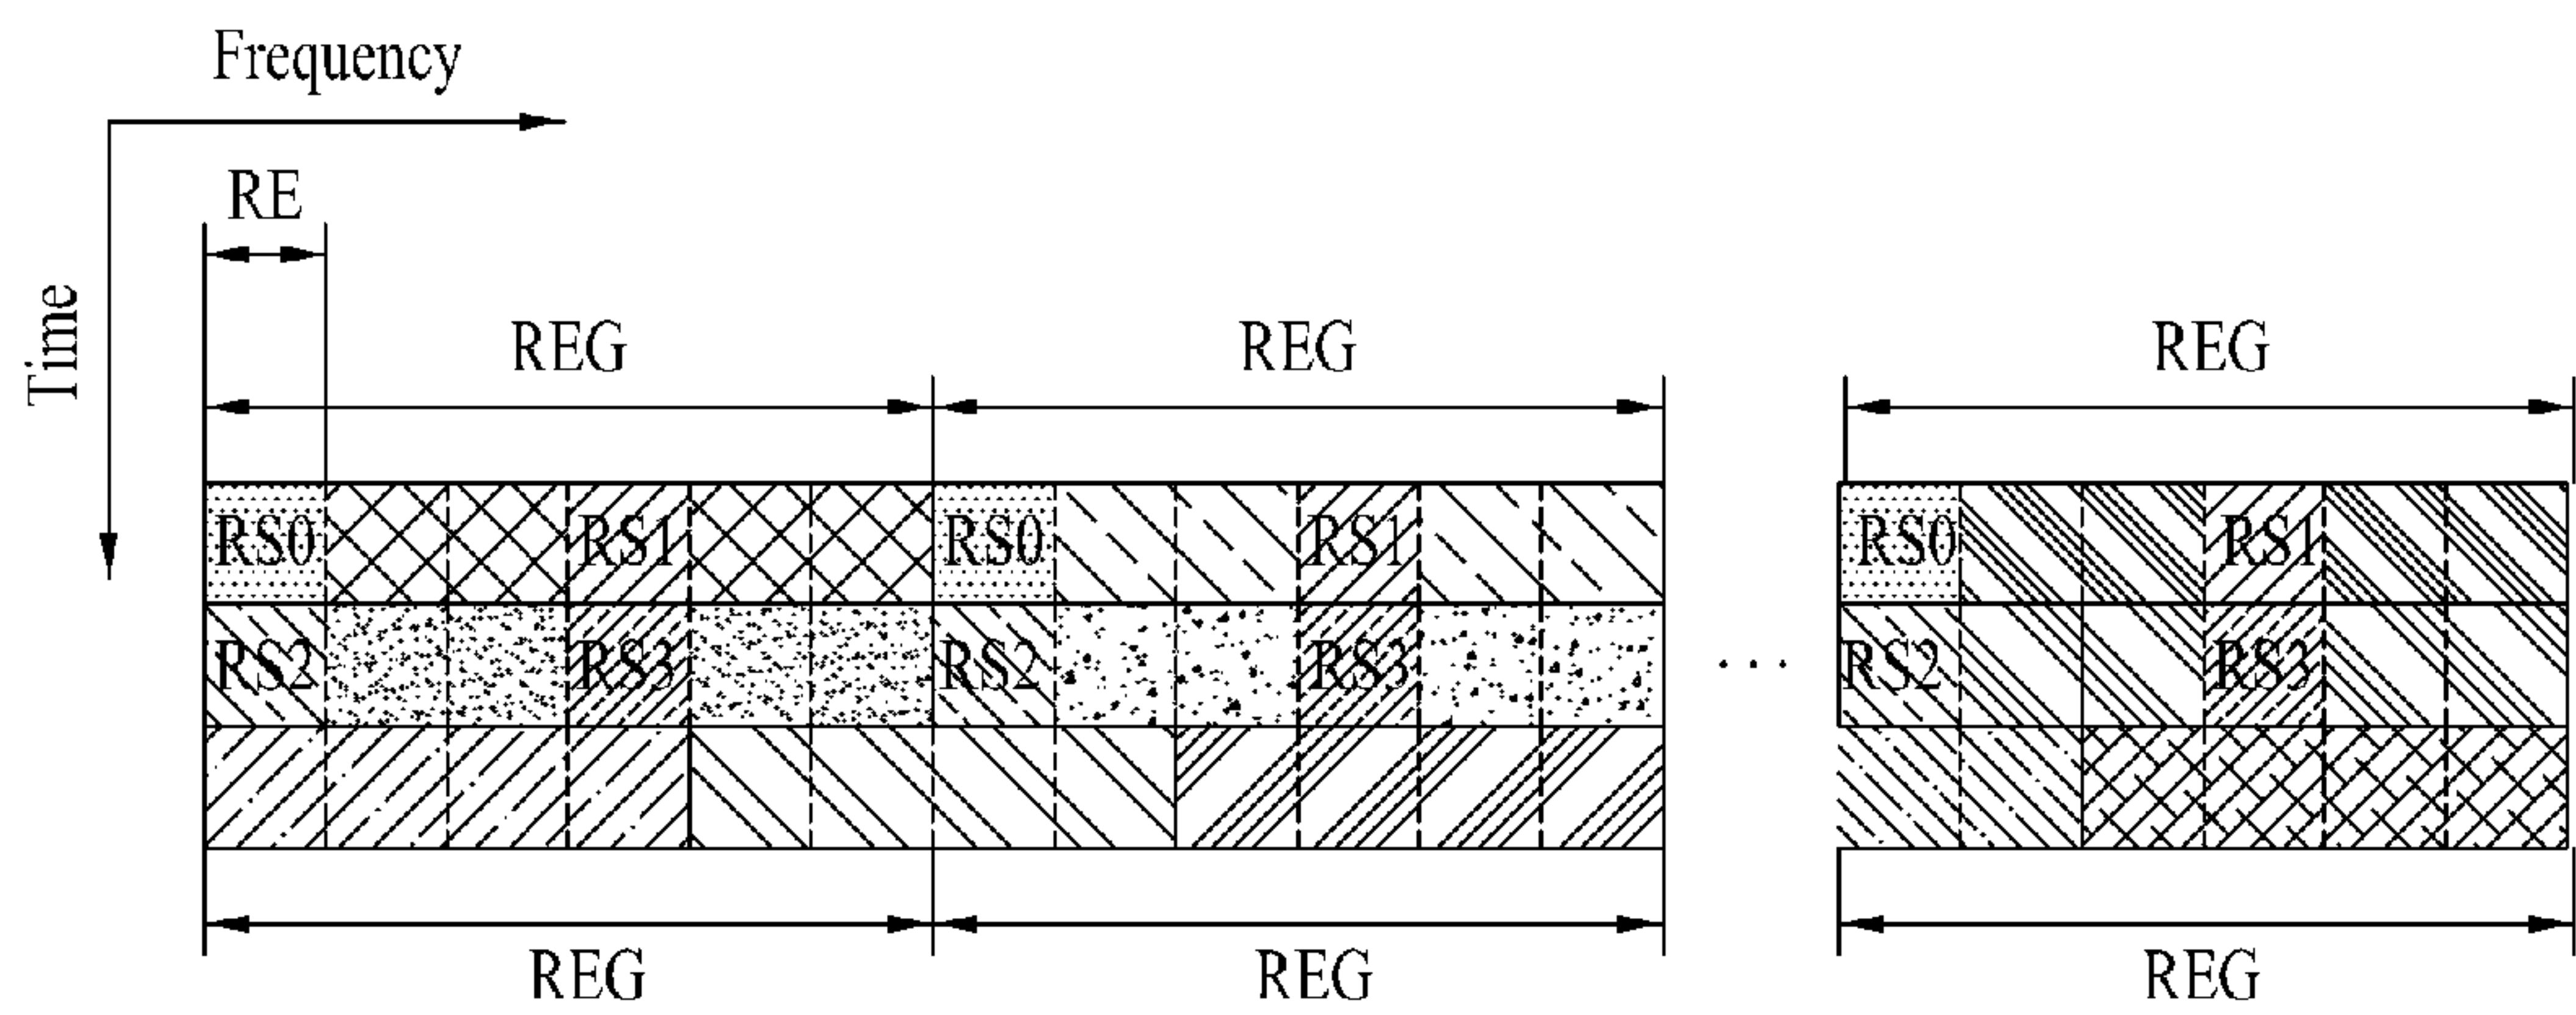 Frequency
RE
Time
REG REG REG
RS0 RS1 RS0 RS1 RS0 RS1
RS2 RS3 RS2 RS3 ... RS2 RS3
REG REG REG